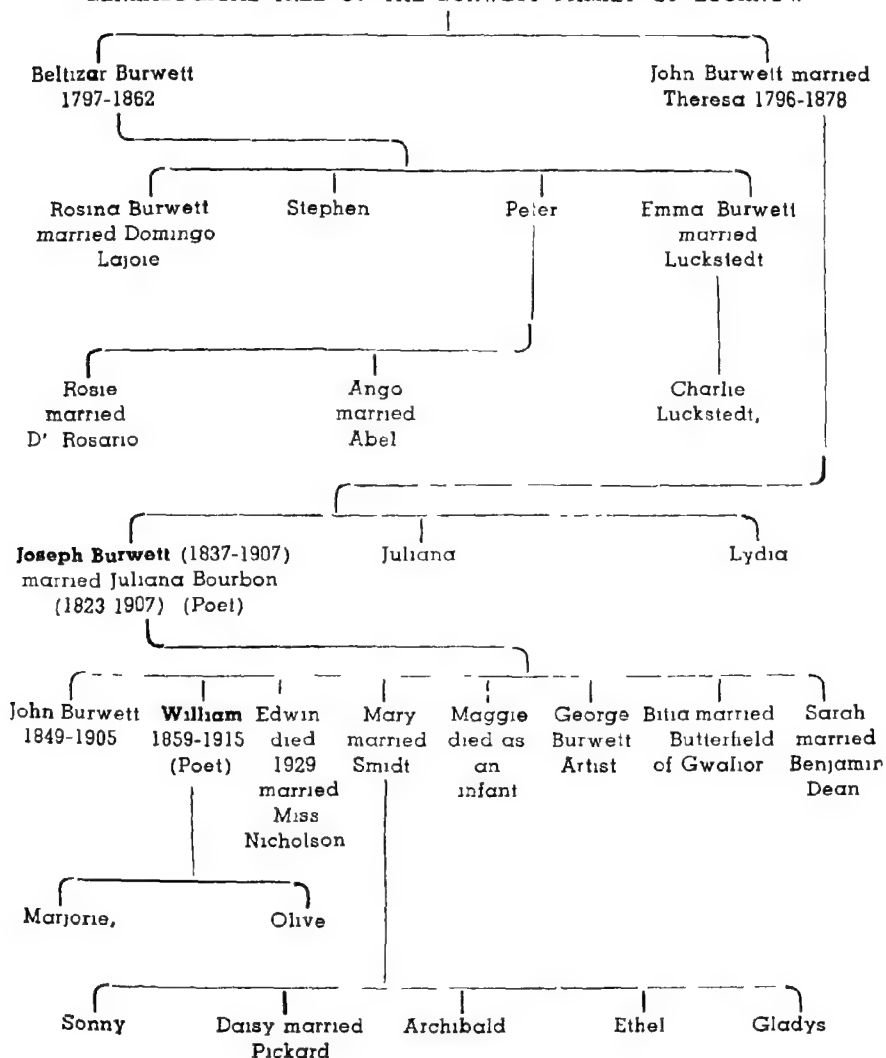 Beltizar Burwett
1797-1862
John Burwett married
Theresa 1796-1878
Rosina Burwett
married Domingo
Lajoie
Stephen
Peter
Emma Burwett
married
Luckstedt
Rosie
married
D' Rosario
Ango
married
Abel
Charlie
Luckstedt,
Joseph Burwett (1837-1907)
married Juliana Bourbon
(1823 1907) (Poet)
Juliana
Lydia
John Burwett
1849-1905
William
1859-1915
(Poet)
Edwin
died
1929
married
Miss
Nicholson
Mary
married
Smidt
Maggie
died as
an
infant
George
Burwett
Artist
Bitia married
Butterfield
of Gwalior
Sarah
married
Benjamin
Dean
Marjorie,
Olive
Sonny
Daisy married
Pickard
Archibald
Ethel
Gladys